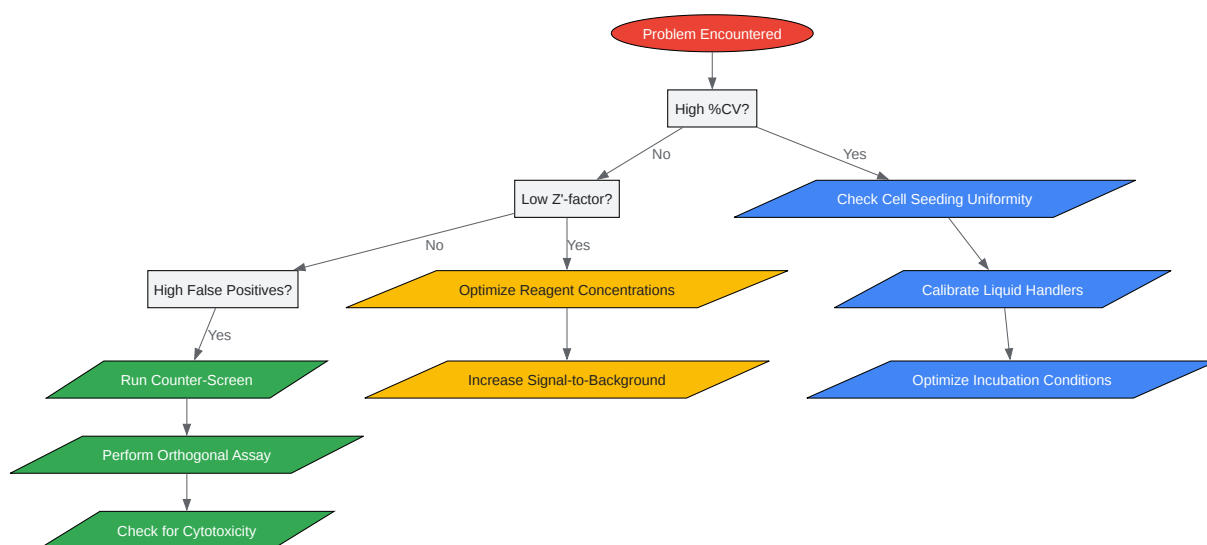 Problem Encountered
High %CV?
No
Yes
Low Z'-factor?
Check Cell Seeding Uniformity
No
Yes
High False Positives?
Optimize Reagent Concentrations
Calibrate Liquid Handlers
Yes
Run Counter-Screen
Increase Signal-to-Background
Optimize Incubation Conditions
Perform Orthogonal Assay
Check for Cytotoxicity